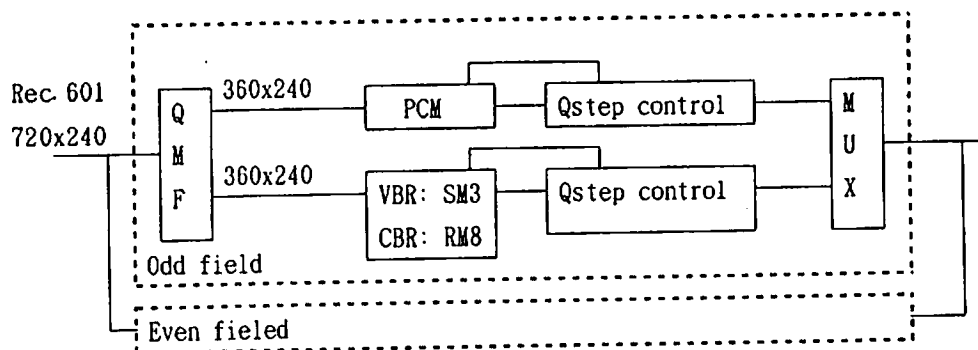 Rec. 601
720x240
Q
M
F
360x240
360x240
PCM
Qstep control
VBR: SM3
CBR: RM8
Qstep control
M
U
X
Odd field
Even fieled